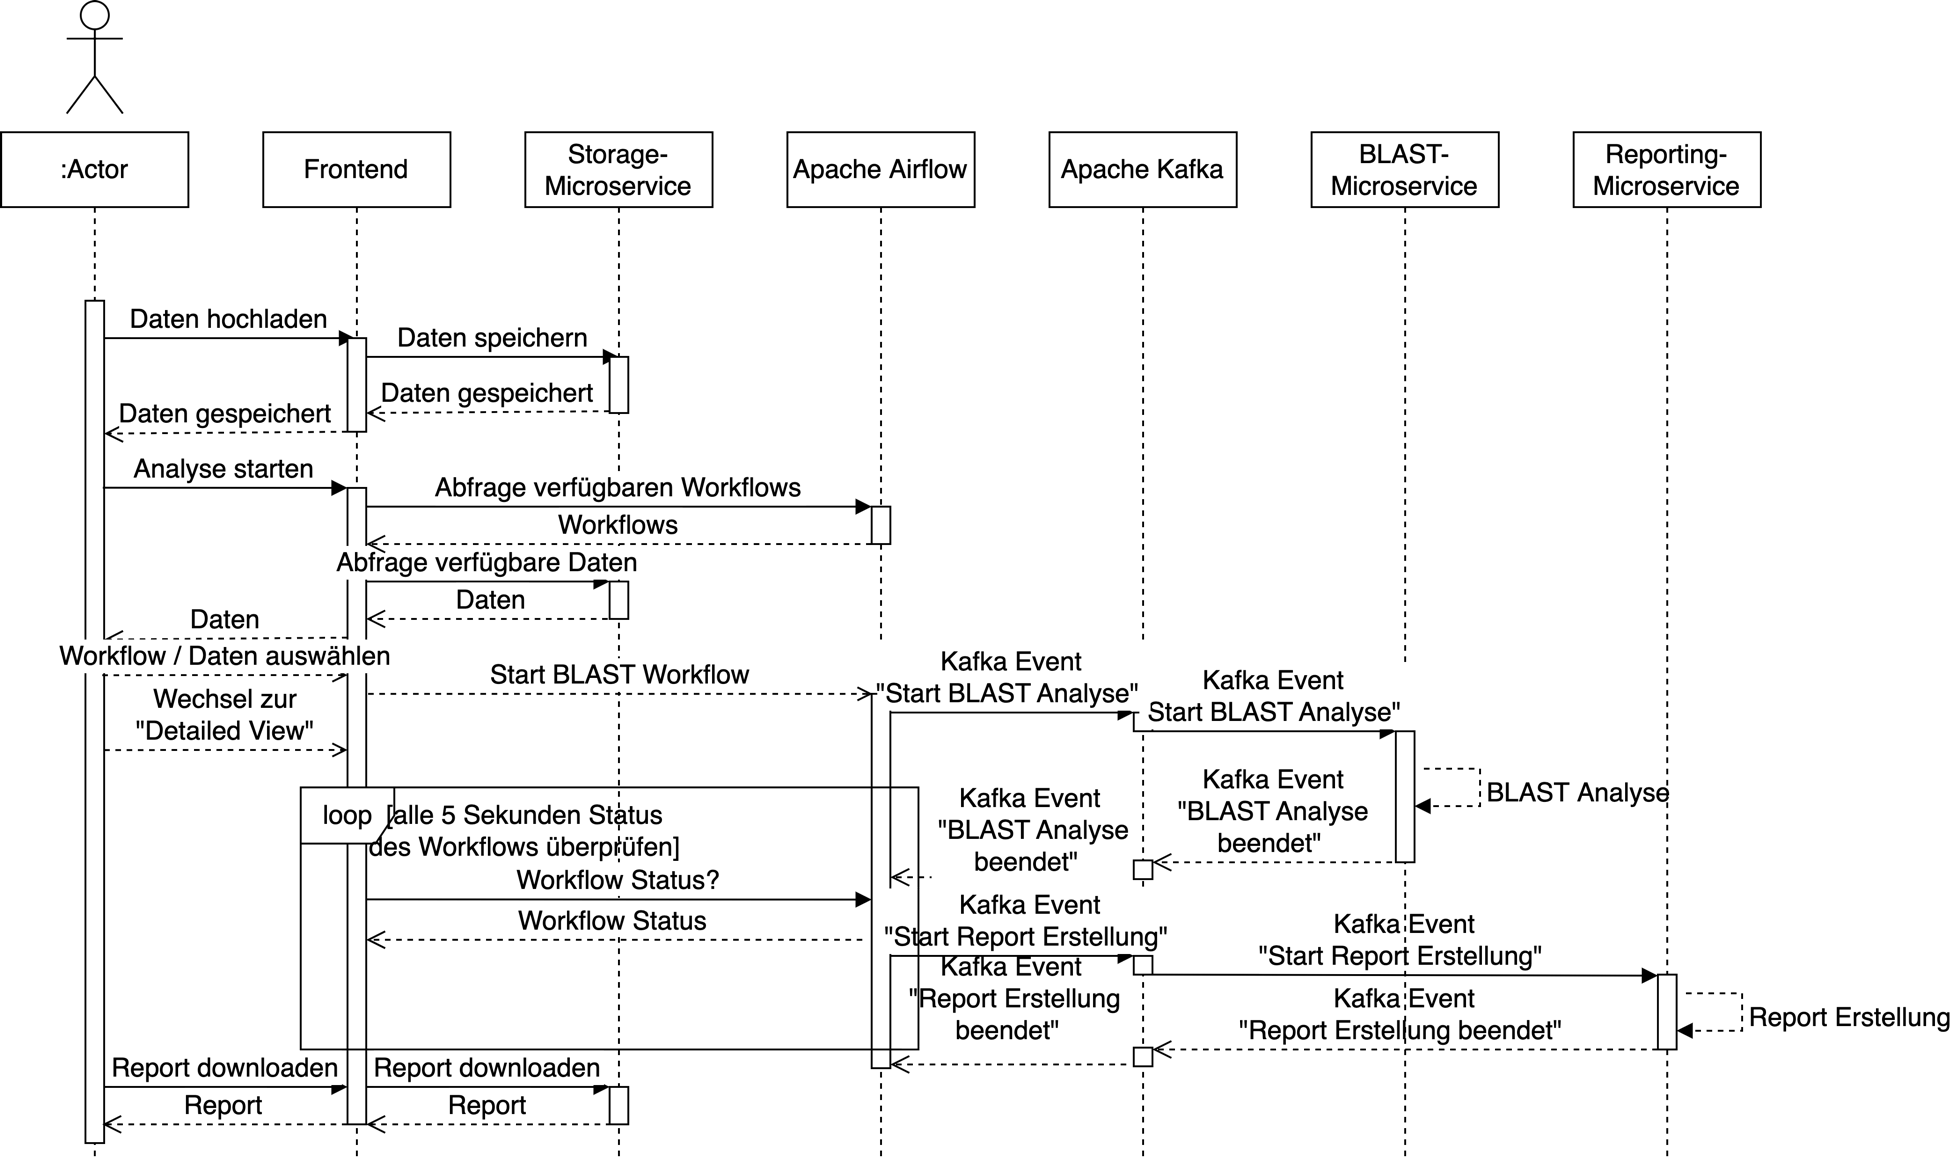 :Actor
Frontend
Storage-
Microservice
Apache Airflow
Apache Kafka
BLAST-
Microservice
Reporting-
Microservice
Daten hochladen
Daten speichern
Daten gespeichert
Daten gespeichert
Analyse starten
Abfrage verfügbaren Workflows
Workflows
Abfrage verfügbare Daten
Daten
Daten
Workflow / Daten auswählen
Start BLAST Workflow
Kafka Event
"Start BLAST Analyse"
Kafka Event
Start BLAST Analyse"
Wechsel zur
"Detailed View"
BLAST Analyse
Kafka Event
"BLAST Analyse
beendet"
Kafka Event
"BLAST Analyse
beendet"
loop
[alle 5 Sekunden Status
des Workflows überprüfen]
Workflow Status?
Workflow Status
Kafka Event
"Start Report Erstellung"
Kafka Event
"Start Report Erstellung"
Kafka Event
"Report Erstellung
beendet"
Kafka Event
"Report Erstellung beendet"
Report Erstellung
Report downloaden
Report downloaden
Report
Report